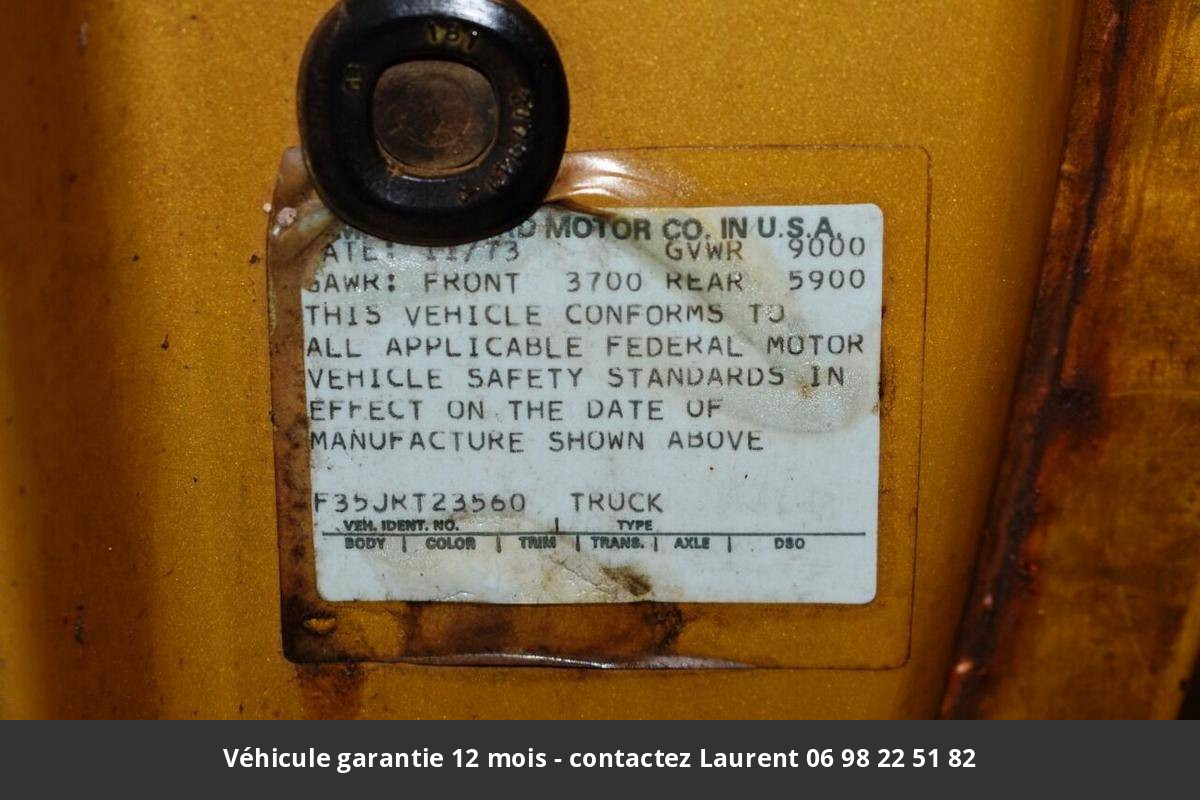 MOTOR CO. IN U.S.A.
11/73 GVWR 9000
GAWR: FRONT 3700 REAR 5900
THIS VEHICLE CONFORMS TO
ALL APPLICABLE FEDERAL MOTOR
VEHICLE SAFETY STANDARDS IN
EFFECT ON THE DATE OF
MANUFACTURE SHOWN ABOVE
F35JRT23560 TRUCK
VEH. IDENT. NO. TYPE
BODY COLOR TRIM TRANS. AXLE DSO
Véhicule garantie 12 mois - contactez Laurent 06 98 22 51 82